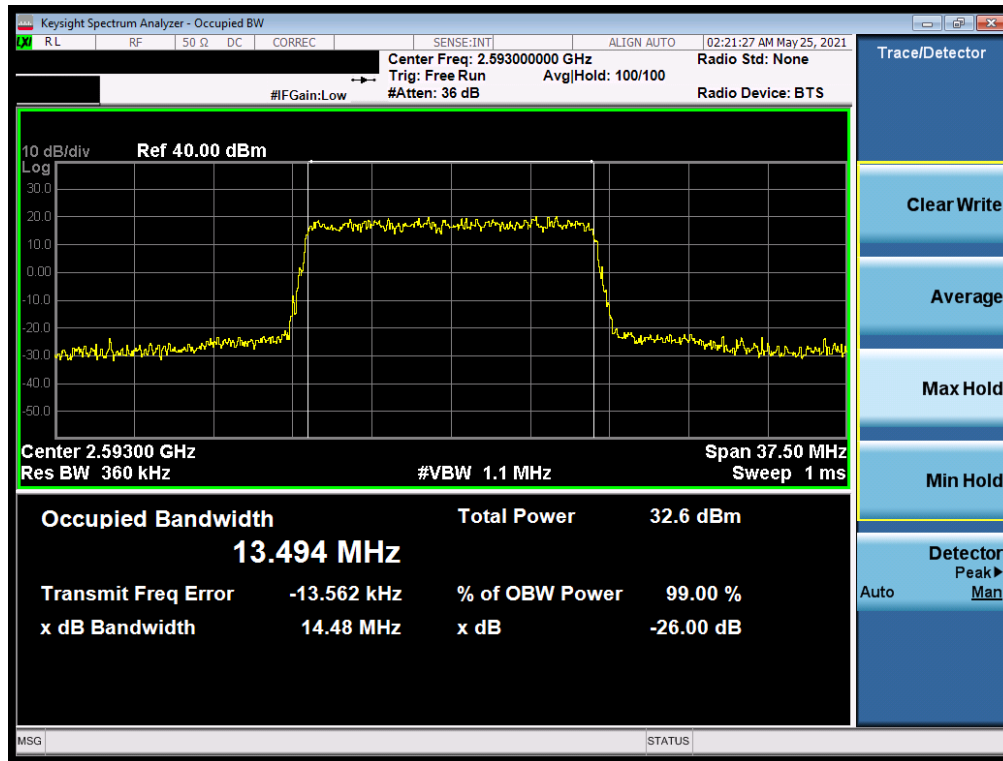 Keysight Spectrum Analyzer - Occupied BW
LXI RL RF 50 Ω DC CORREC SENSE:INT ALIGN AUTO 02:21:27 AM May 25, 2021
Center Freq: 2.593000000 GHz Radio Std: None
Trig: Free Run Avg|Hold: 100/100
#IFGain:Low #Atten: 36 dB Radio Device: BTS
Trace/Detector
10 dB/div Ref 40.00 dBm
Log
30.0
20.0
10.0
0.00
-10.0
-20.0
-30.0
-40.0
-50.0
Center 2.59300 GHz Span 37.50 MHz
Res BW 360 kHz #VBW 1.1 MHz Sweep 1 ms
Occupied Bandwidth Total Power 32.6 dBm
13.494 MHz
Transmit Freq Error -13.562 kHz % of OBW Power 99.00 %
x dB Bandwidth 14.48 MHz x dB -26.00 dB
Clear Write
Average
Max Hold
Min Hold
Detector
Peak▶
Auto Man
MSG STATUS